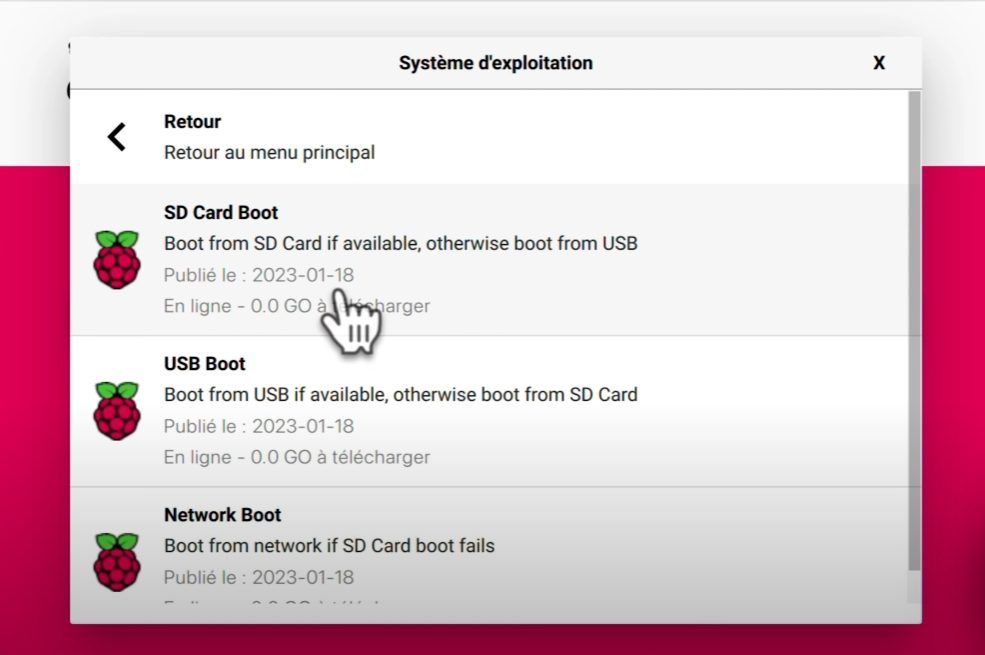 Système d'exploitation
X
Retour
Retour au menu principal
SD Card Boot
Boot from SD Card if available, otherwise boot from USB
Publié le : 2023-01-18
En ligne - 0.0 GO à télécharger
USB Boot
Boot from USB if available, otherwise boot from SD Card
Publié le : 2023-01-18
En ligne - 0.0 GO à télécharger
Network Boot
Boot from network if SD Card boot fails
Publié le : 2023-01-18